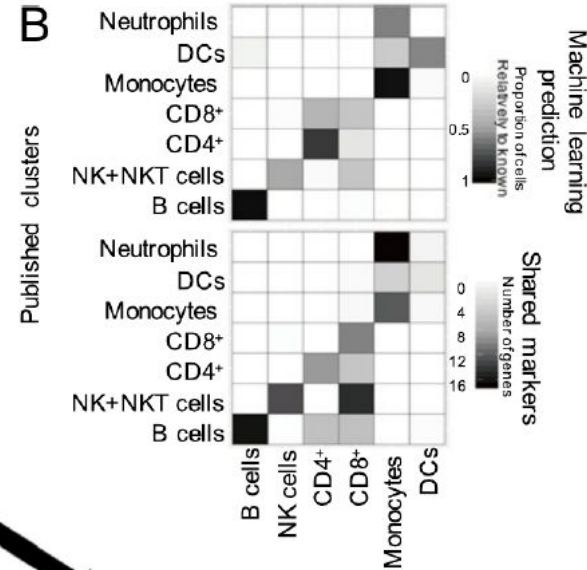 B
Published clusters
Neutrophils
DCs
Monocytes
CD8+
CD4+
NK+NKT cells
B cells
0
0.5
1
Proportion of cells
Relatively to known
Machine learning
prediction
Neutrophils
DCs
Monocytes
CD8+
CD4+
NK+NKT cells
B cells
0
4
8
12
16
Number of genes
Shared markers
B cells
NK cells
CD4+
CD8+
Monocytes
DCs